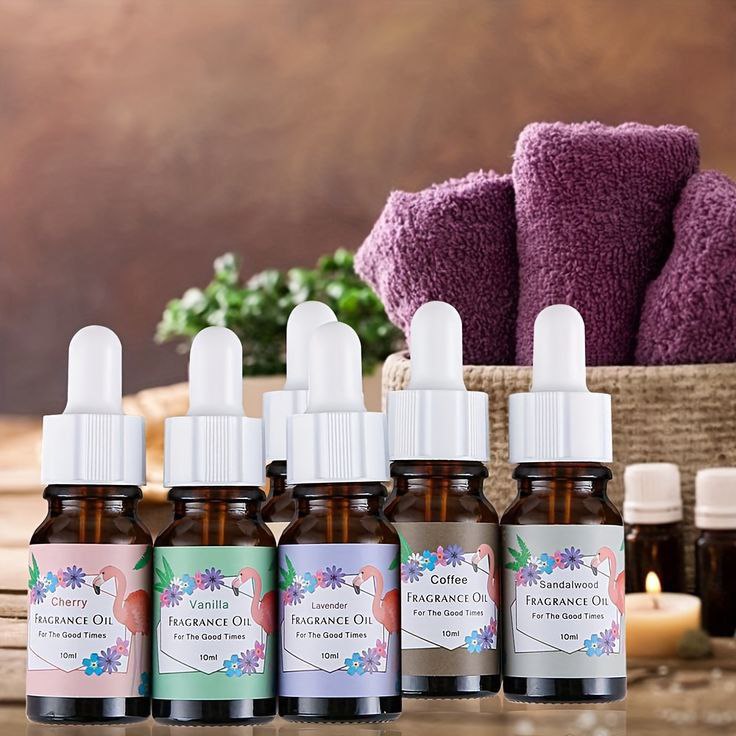 Cherry
FRAGRANCE OIL
For The Good Times
10ml
Vanilla
FRAGRANCE OIL
For The Good Times
10ml
Lavender
FRAGRANCE OIL
For The Good Times
10ml
Coffee
FRAGRANCE OIL
For The Good Times
10ml
Sandalwood
FRAGRANCE OIL
For The Good Times
10ml